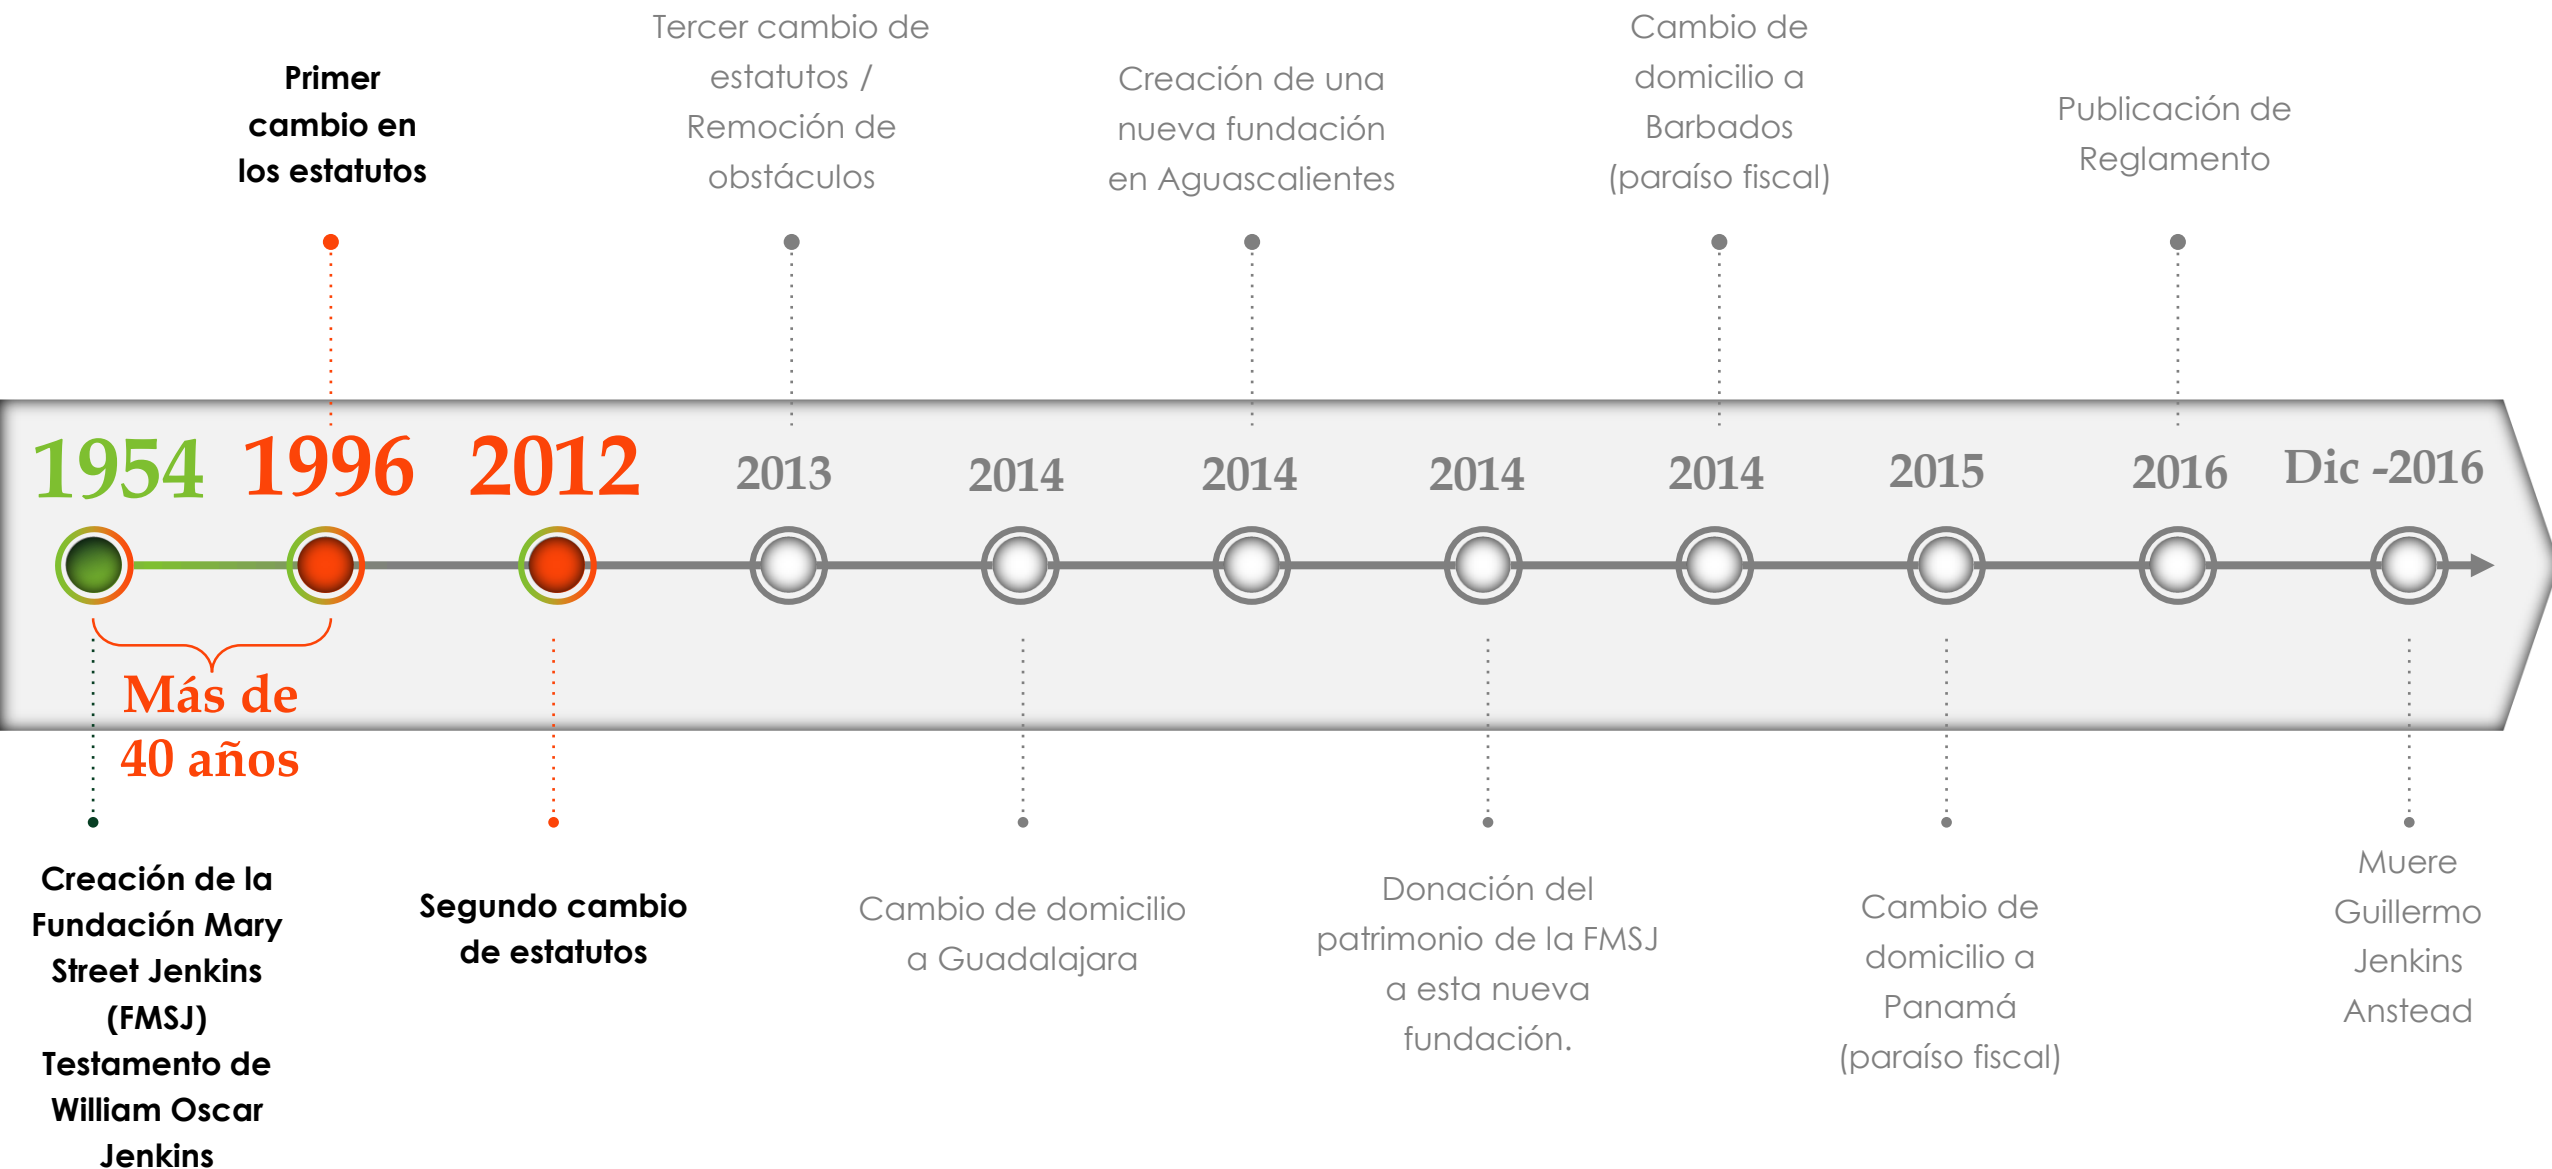 Primer
cambio en
los estatutos
Tercer cambio de
estatutos /
Remoción de
obstáculos
Creación de una
nueva fundación
en Aguascalientes
Cambio de
domicilio a
Barbados
(paraíso fiscal)
Publicación de
Reglamento
1954
1996
2012
2013
2014
2014
2014
2014
2015
2016
Dic -2016
Más de
40 años
Creación de la
Fundación Mary
Street Jenkins
(FMSJ)
Testamento de
William Oscar
Jenkins
Segundo cambio
de estatutos
Cambio de domicilio
a Guadalajara
Donación del
patrimonio de la FMSJ
a esta nueva
fundación.
Cambio de
domicilio a
Panamá
(paraíso fiscal)
Muere
Guillermo
Jenkins
Anstead